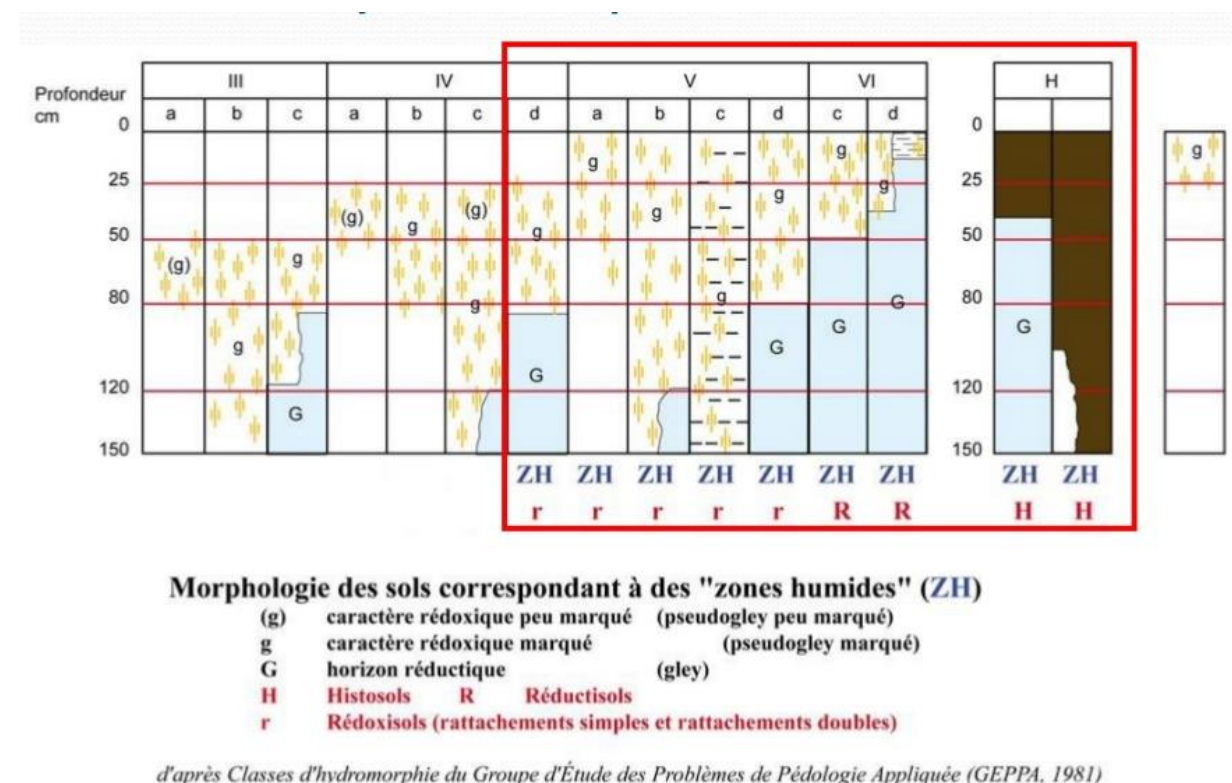 III IV V VI H
Profondeur
cm
a b c a b c d a b c d c d
0 0
g g g g
25 25
(g) g (g) g g g g
50 50
(g) g g g
80 80
g g G G G G
120 120
G
150 150
ZH ZH ZH ZH ZH ZH ZH ZH ZH
r r r r r R R H H
Morphologie des sols correspondant à des "zones humides" (ZH)
(g) caractère rédoxique peu marqué (pseudogley peu marqué)
g caractère rédoxique marqué (pseudogley marqué)
G horizon réductique (gley)
H Histosols R Réductisols
r Rédoxisols (rattachements simples et rattachements doubles)
d'après Classes d'hydromorphie du Groupe d'Étude des Problèmes de Pédologie Appliquée (GEPPA, 1981)